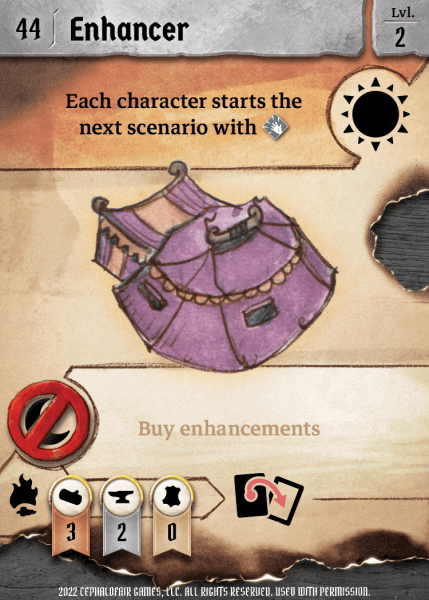 44 Enhancer
Lvl.
2
Each character starts the
next scenario with
Buy enhancements
3 2 0
2022 CEPHALOFAIR GAMES, LLC. ALL RIGHTS RESERVED. USED WITH PERMISSION.